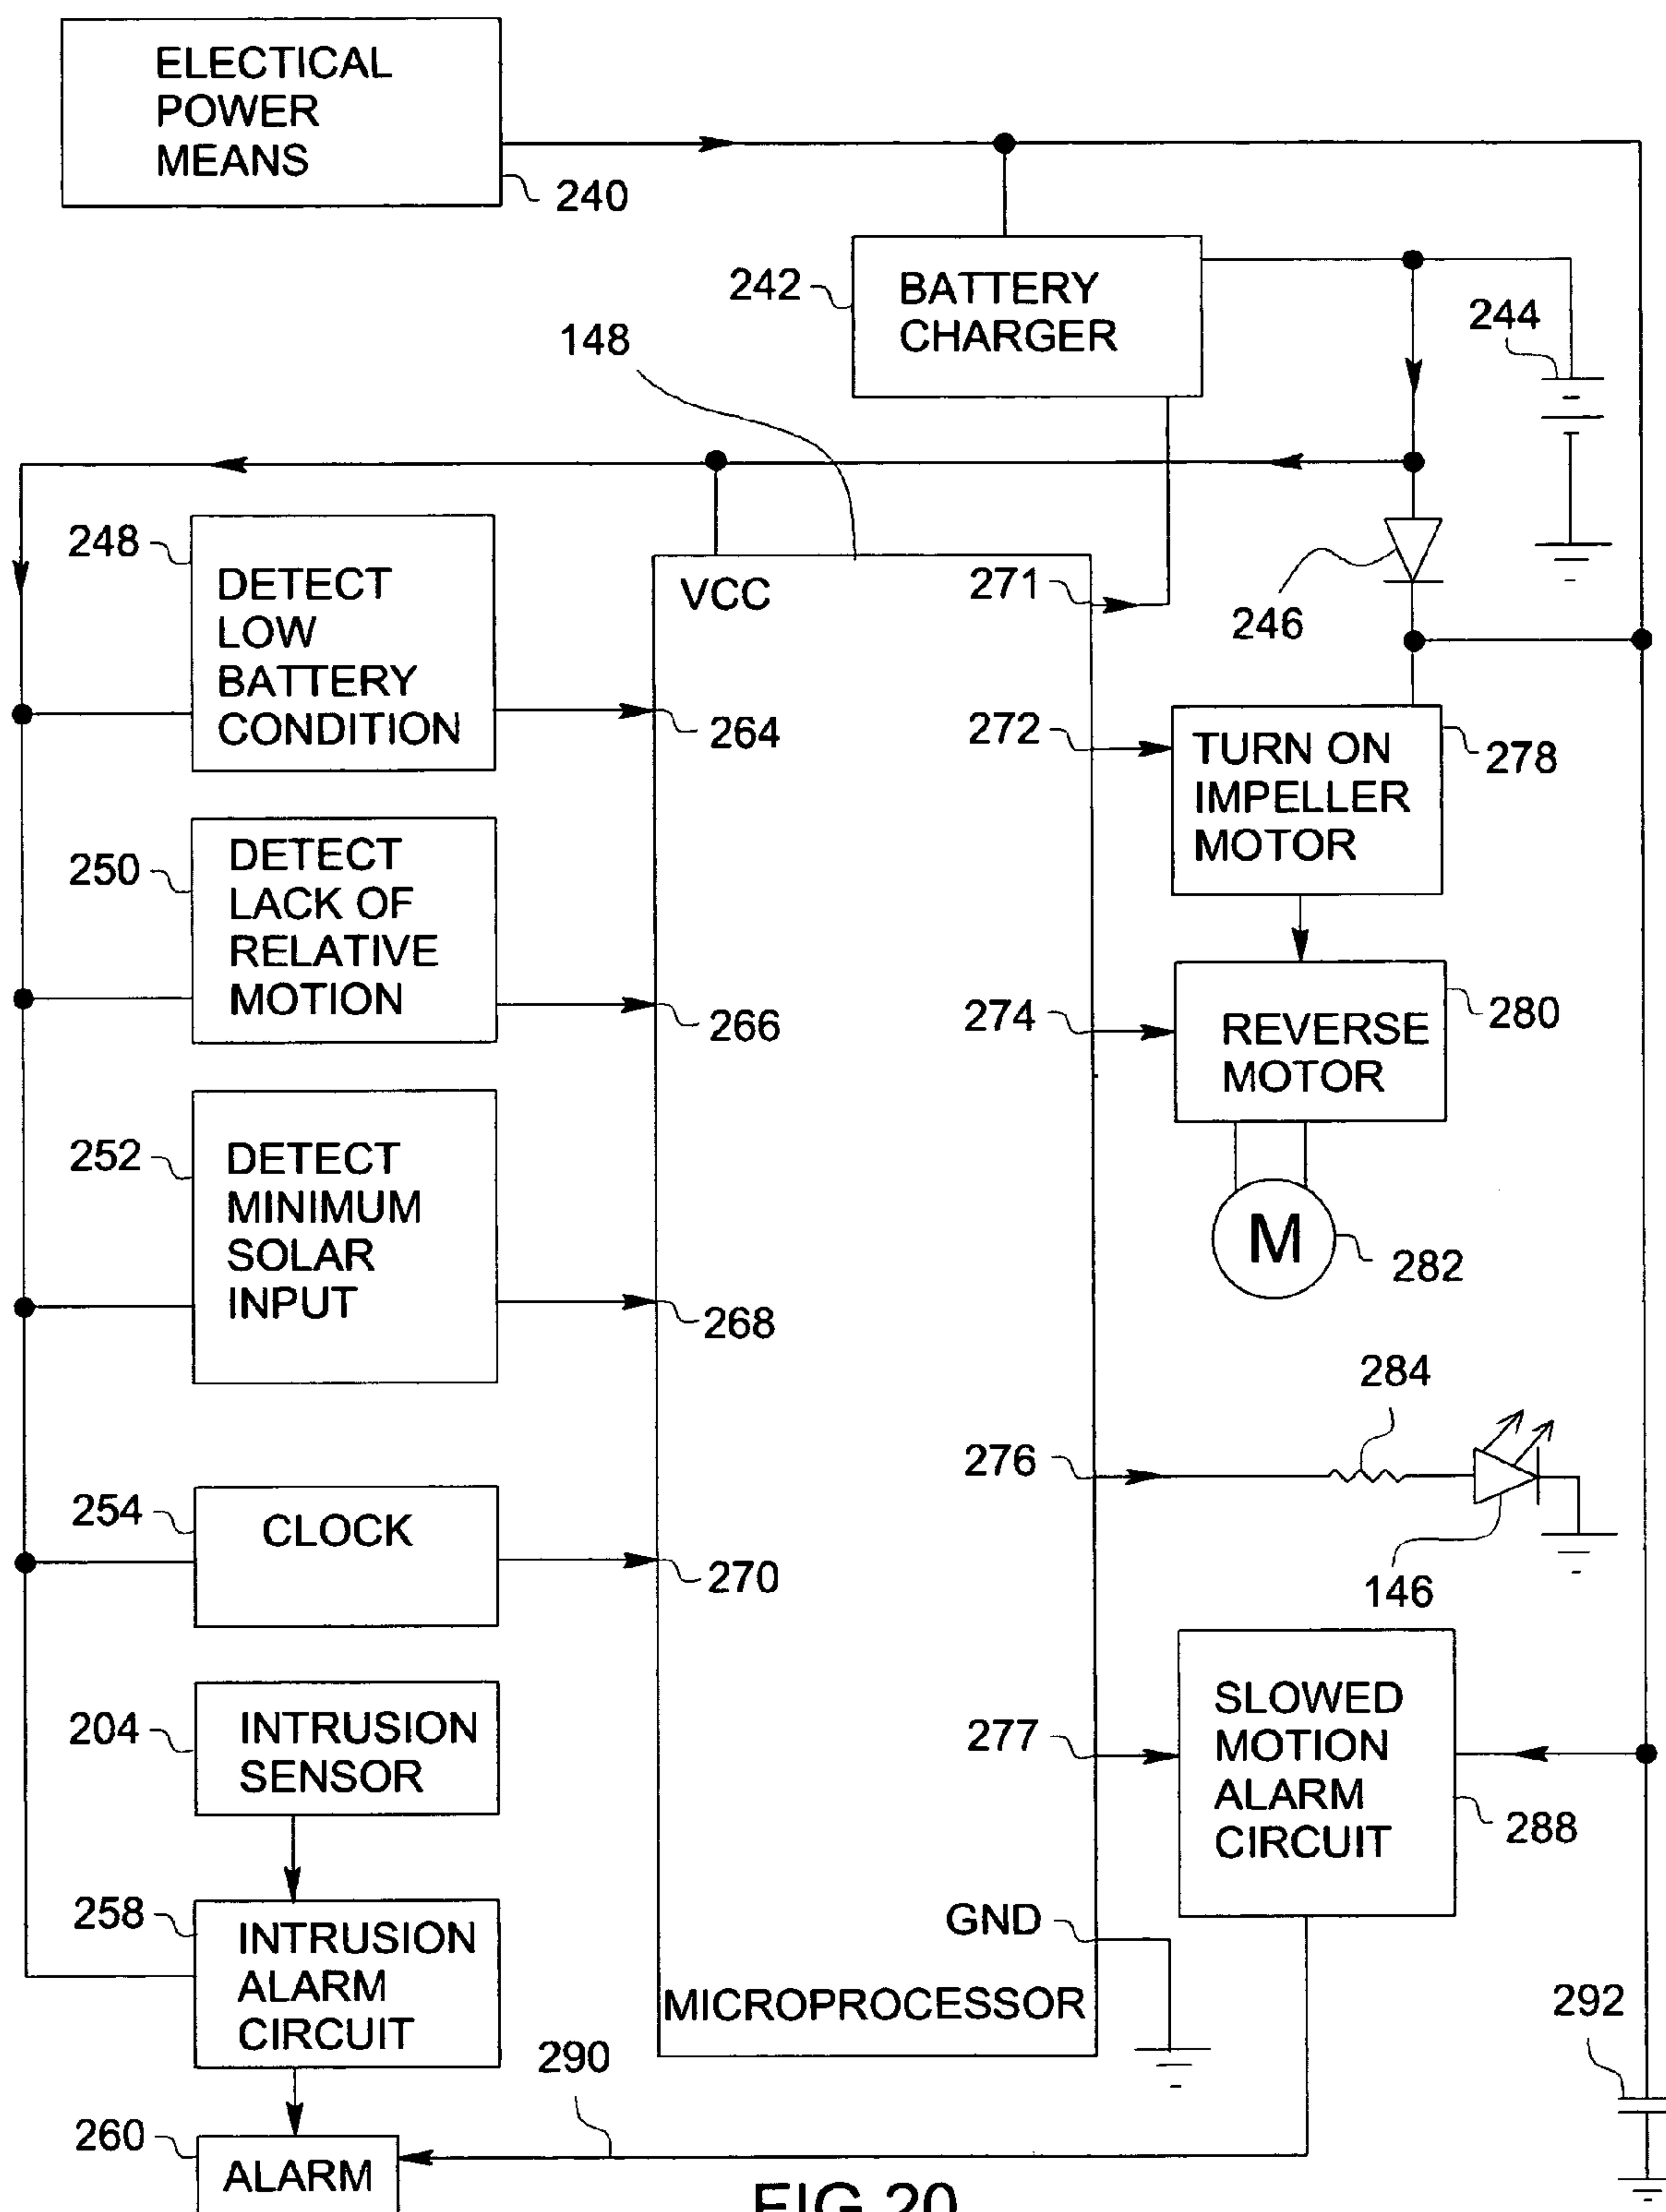 ELECTICAL
POWER
MEANS
240
242
BATTERY
CHARGER
244
148
248
DETECT
LOW
BATTERY
CONDITION
VCC
271
246
264
272
TURN ON
IMPELLER
MOTOR
278
250
DETECT
LACK OF
RELATIVE
MOTION
266
274
REVERSE
MOTOR
280
252
DETECT
MINIMUM
SOLAR
INPUT
268
M
282
284
276
146
254
CLOCK
270
204
INTRUSION
SENSOR
277
SLOWED
MOTION
ALARM
CIRCUIT
288
258
INTRUSION
ALARM
CIRCUIT
GND
MICROPROCESSOR
292
290
260
ALARM
FIG 20